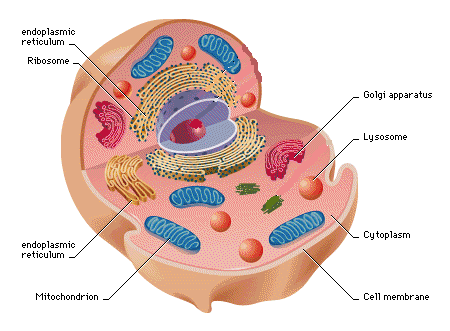 endoplasmic
reticulum
Ribosome
Golgi apparatus
Lysosome
Cytoplasm
endoplasmic
reticulum
Mitochondrion
Cell membrane